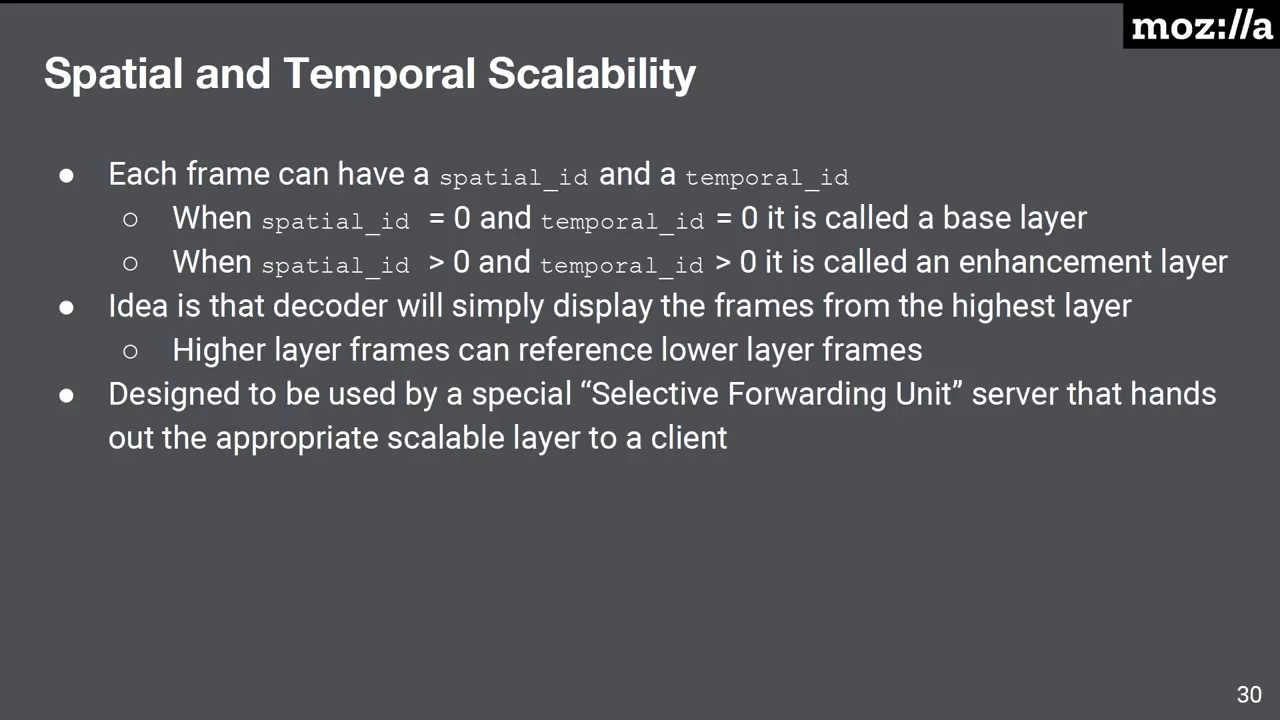 moz://a
Spatial and Temporal Scalability
● Each frame can have a spatial_id and a temporal_id
○ When spatial_id = 0 and temporal_id = 0 it is called a base layer
○ When spatial_id > 0 and temporal_id > 0 it is called an enhancement layer
● Idea is that decoder will simply display the frames from the highest layer
○ Higher layer frames can reference lower layer frames
● Designed to be used by a special “Selective Forwarding Unit” server that hands
out the appropriate scalable layer to a client
30